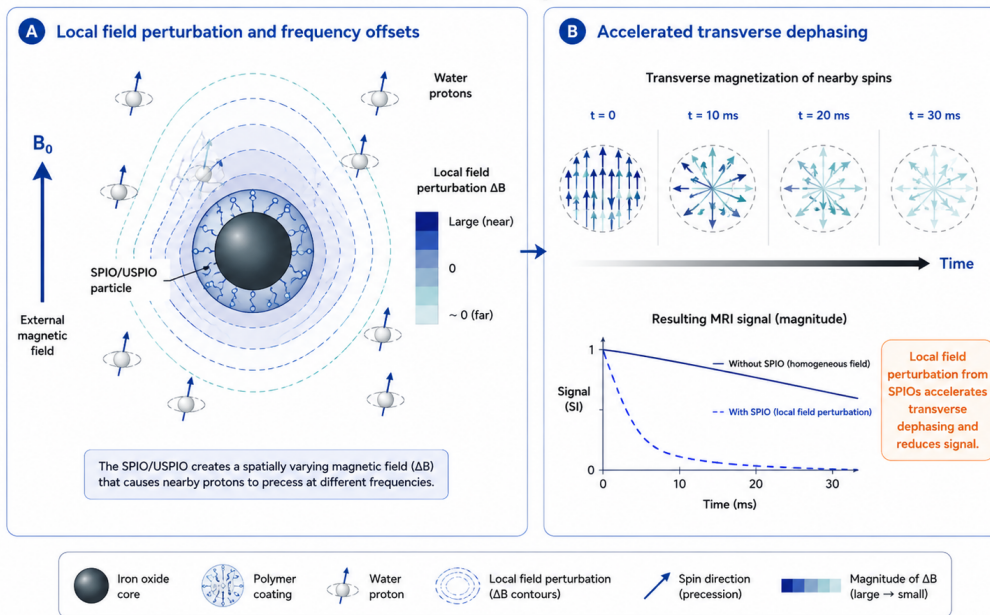 A Local field perturbation and frequency offsets
Water
protons
B₀
Local field
perturbation ΔB
Large (near)
0
~ 0 (far)
SPIO/USPIO
particle
External
magnetic
field
The SPIO/USPIO creates a spatially varying magnetic field (ΔB)
that causes nearby protons to precess at different frequencies.
B Accelerated transverse dephasing
Transverse magnetization of nearby spins
t = 0 t = 10 ms t = 20 ms t = 30 ms
Time
Resulting MRI signal (magnitude)
1
Without SPIO (homogeneous field)
Signal
(SI)
With SPIO (local field perturbation)
0
0 10 20 30
Time (ms)
Local field
perturbation from
SPIOs accelerates
transverse
dephasing and
reduces signal.
Iron oxide
core
Polymer
coating
Water
proton
Local field perturbation
(ΔB contours)
Spin direction
(precession)
Magnitude of ΔB
(large → small)